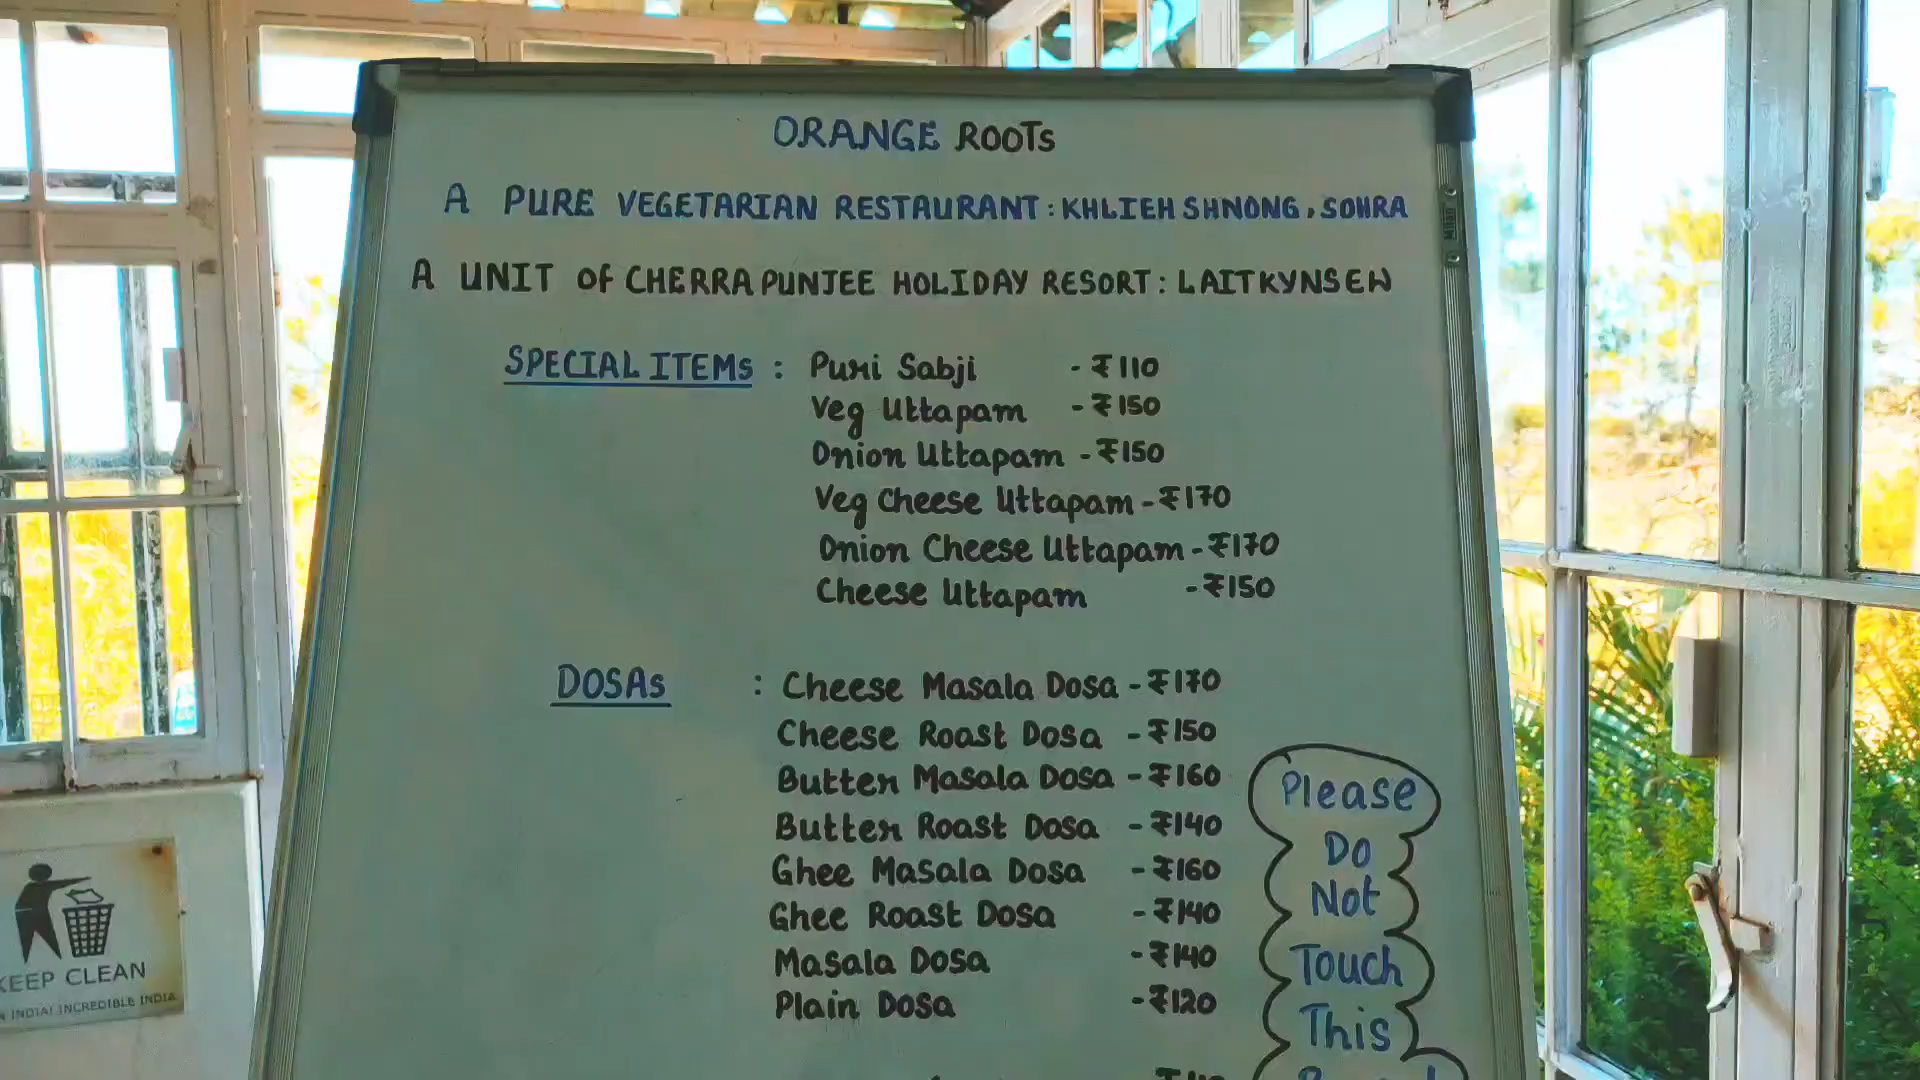 ORANGE ROOTS
A PURE VEGETARIAN RESTAURANT : KHLIEH SHNONG, SOHRA
A UNIT OF CHERRAPUNJEE HOLIDAY RESORT : LAITKYNSEW
SPECIAL ITEMS : Puri Sabji - ₹110
Veg Uttapam - ₹150
Onion Uttapam - ₹150
Veg Cheese Uttapam - ₹170
Onion Cheese Uttapam - ₹170
Cheese Uttapam - ₹150
DOSAS : Cheese Masala Dosa - ₹170
Cheese Roast Dosa - ₹150
Butter Masala Dosa - ₹160
Butter Roast Dosa - ₹140
Ghee Masala Dosa - ₹160
Ghee Roast Dosa - ₹140
Masala Dosa - ₹140
Plain Dosa - ₹120
Please
Do
Not
Touch
This
KEEP CLEAN
INDIA! INCREDIBLE INDIA